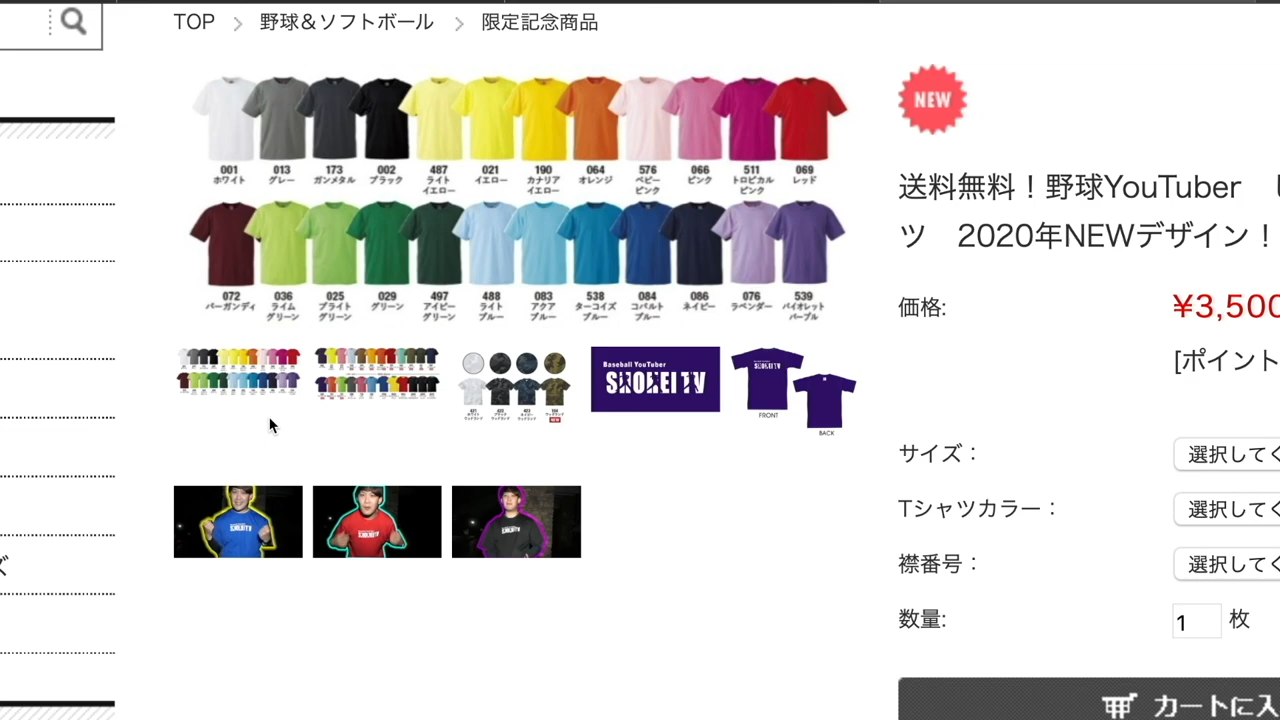 TOP > 野球＆ソフトボール > 限定記念商品
001 013 173 002 487 021 190 064 576 066 511 069
ホワイト グレー ガンメタル ブラック ライトイエロー イエロー カナリアイエロー オレンジ ベビーピンク ピンク トロピカルピンク レッド
072 036 025 029 497 488 083 538 084 086 076 539
バーガンディ ライムグリーン ブライトグリーン グリーン アイビーグリーン ライトブルー アクアブルー ターコイズブルー コバルトブルー ネイビー ラベンダー バイオレットパープル
Baseball YouTuber
SHOHEI TV
SHOHEI TV
FRONT
BACK
NEW
送料無料！野球YouTuber
ツ 2020年NEWデザイン！
価格: ¥3,500
[ポイント
サイズ： 選択して
Tシャツカラー： 選択して
襟番号： 選択して
数量: 1 枚
カートに入
ズ